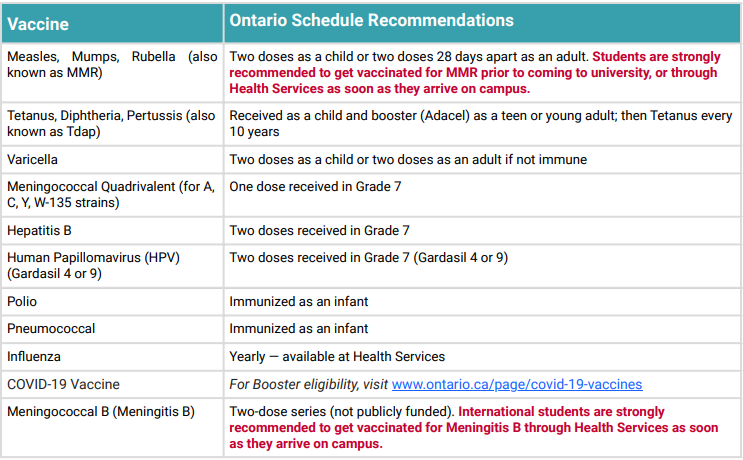 Vaccine
Ontario Schedule Recommendations
Measles, Mumps, Rubella (also
known as MMR)
Two doses as a child or two doses 28 days apart as an adult. Students are strongly
recommended to get vaccinated for MMR prior to coming to university, or through
Health Services as soon as they arrive on campus.
Tetanus, Diphtheria, Pertussis (also
known as Tdap)
Received as a child and booster (Adacel) as a teen or young adult; then Tetanus every
10 years
Varicella
Two doses as a child or two doses as an adult if not immune
Meningococcal Quadrivalent (for A,
C, Y, W-135 strains)
One dose received in Grade 7
Hepatitis B
Two doses received in Grade 7
Human Papillomavirus (HPV)
(Gardasil 4 or 9)
Two doses received in Grade 7 (Gardasil 4 or 9)
Polio
Immunized as an infant
Pneumococcal
Immunized as an infant
Influenza
Yearly — available at Health Services
COVID-19 Vaccine
For Booster eligibility, visit www.ontario.ca/page/covid-19-vaccines
Meningococcal B (Meningitis B)
Two-dose series (not publicly funded). International students are strongly
recommended to get vaccinated for Meningitis B through Health Services as soon
as they arrive on campus.